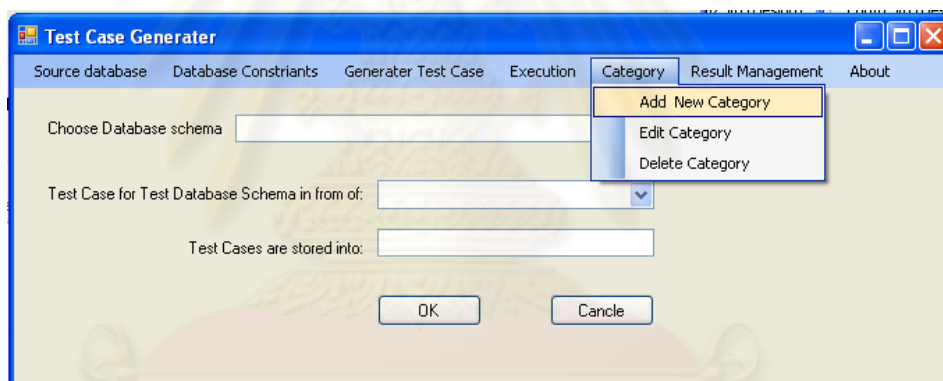 Test Case Generater
Source database Database Constriants Generater Test Case Execution Category Result Management About
Add New Category
Choose Database schema
Edit Category
Delete Category
Test Case for Test Database Schema in from of:
Test Cases are stored into:
OK Cancle